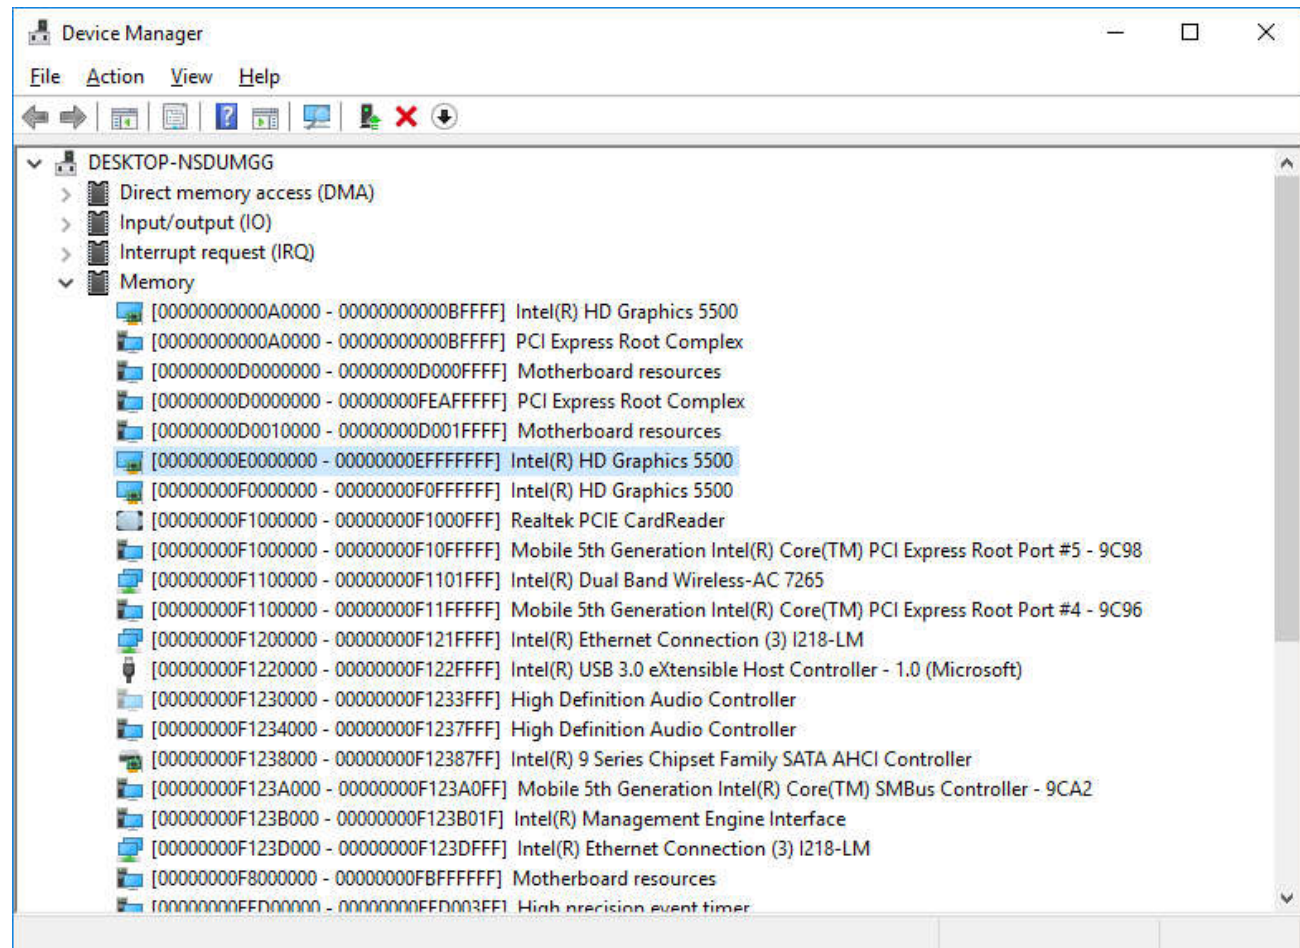 Device Manager
File Action View Help
DESKTOP-NSDUMGG
Direct memory access (DMA)
Input/output (IO)
Interrupt request (IRQ)
Memory
[00000000000A0000 - 00000000000BFFFF] Intel(R) HD Graphics 5500
[00000000000A0000 - 00000000000BFFFF] PCI Express Root Complex
[00000000D0000000 - 00000000D000FFFF] Motherboard resources
[00000000D0000000 - 00000000FEAFFFFF] PCI Express Root Complex
[00000000D0010000 - 00000000D001FFFF] Motherboard resources
[00000000E0000000 - 00000000EFFFFFFF] Intel(R) HD Graphics 5500
[00000000F0000000 - 00000000F0FFFFFF] Intel(R) HD Graphics 5500
[00000000F1000000 - 00000000F1000FFF] Realtek PCIE CardReader
[00000000F1000000 - 00000000F10FFFFF] Mobile 5th Generation Intel(R) Core(TM) PCI Express Root Port #5 - 9C98
[00000000F1100000 - 00000000F1101FFF] Intel(R) Dual Band Wireless-AC 7265
[00000000F1100000 - 00000000F11FFFFF] Mobile 5th Generation Intel(R) Core(TM) PCI Express Root Port #4 - 9C96
[00000000F1200000 - 00000000F121FFFF] Intel(R) Ethernet Connection (3) I218-LM
[00000000F1220000 - 00000000F122FFFF] Intel(R) USB 3.0 eXtensible Host Controller - 1.0 (Microsoft)
[00000000F1230000 - 00000000F1233FFF] High Definition Audio Controller
[00000000F1234000 - 00000000F1237FFF] High Definition Audio Controller
[00000000F1238000 - 00000000F12387FF] Intel(R) 9 Series Chipset Family SATA AHCI Controller
[00000000F123A000 - 00000000F123A0FF] Mobile 5th Generation Intel(R) Core(TM) SMBus Controller - 9CA2
[00000000F123B000 - 00000000F123B01F] Intel(R) Management Engine Interface
[00000000F123D000 - 00000000F123DFFF] Intel(R) Ethernet Connection (3) I218-LM
[00000000F8000000 - 00000000FBFFFFFF] Motherboard resources
[00000000FED00000 - 00000000FED003FF] High precision event timer